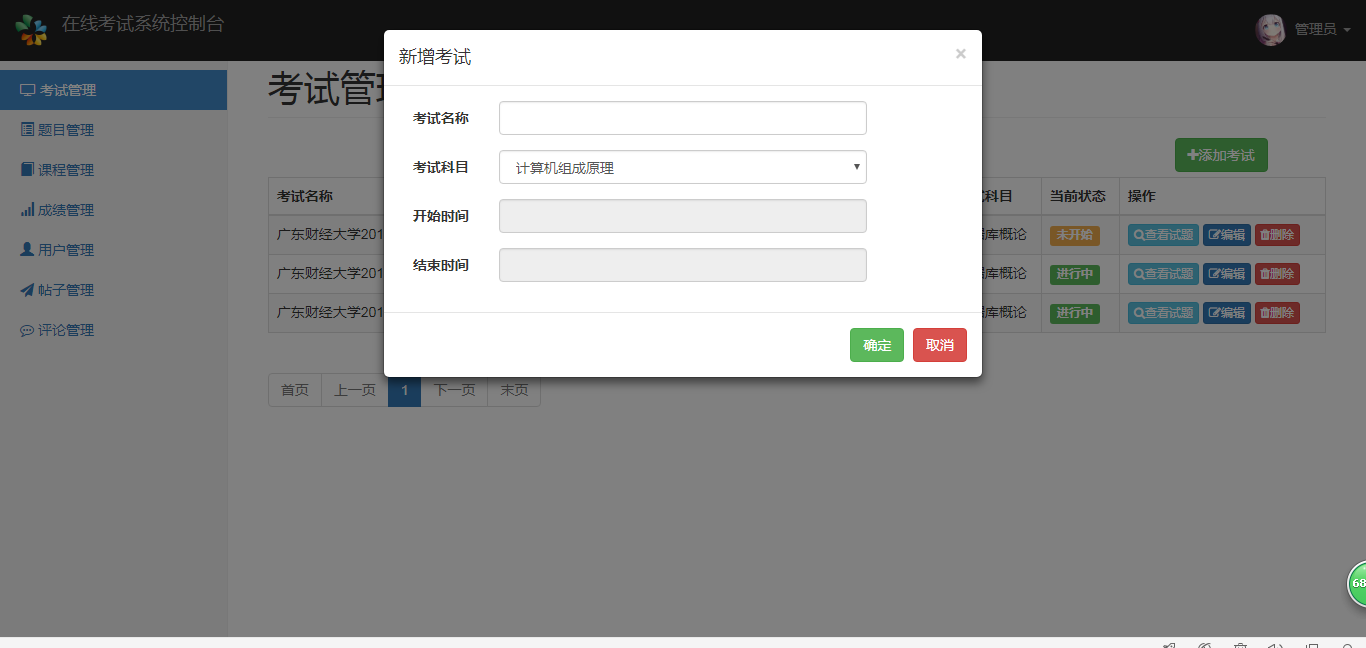 在线考试系统控制台
管理员
新增考试
×
考试名称
考试科目
计算机组成原理
开始时间
结束时间
确定
取消
考试管理
题目管理
课程管理
成绩管理
用户管理
帖子管理
评论管理
考试管
添加考试
考试名称 科目 当前状态 操作
广东财经大学201 库概论 未开始 查看试题 编辑 删除
广东财经大学201 库概论 进行中 查看试题 编辑 删除
广东财经大学201 库概论 进行中 查看试题 编辑 删除
首页 上一页 1 下一页 末页
68